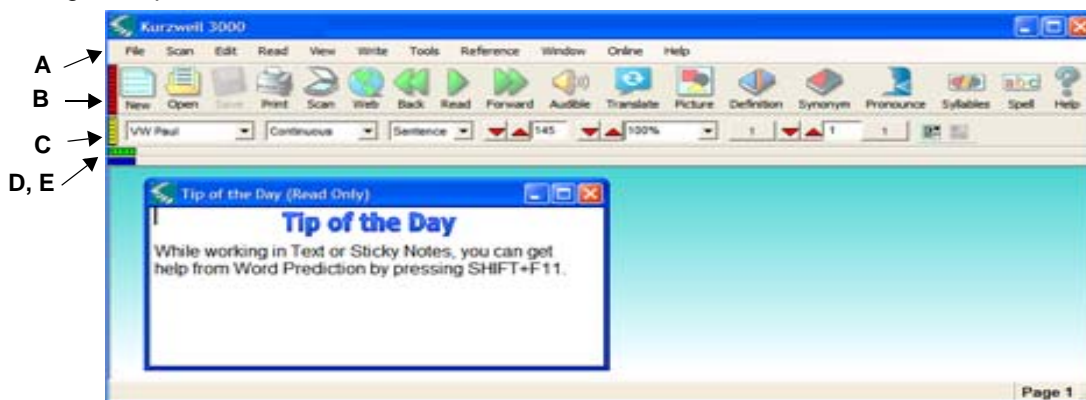 Kurzweil 3000
File Scan Edit Read View Write Tools Reference Window Online Help
A
B
New Open Save Print Scan Web Back Read Forward Audible Translate Picture Definition Synonym Pronounce Syllables Spell Help
C
VW Paul Continuous Sentence 145 100% 1 1 1
D, E
Tip of the Day (Read Only)
Tip of the Day
While working in Text or Sticky Notes, you can get
help from Word Prediction by pressing SHIFT+F11.
Page 1